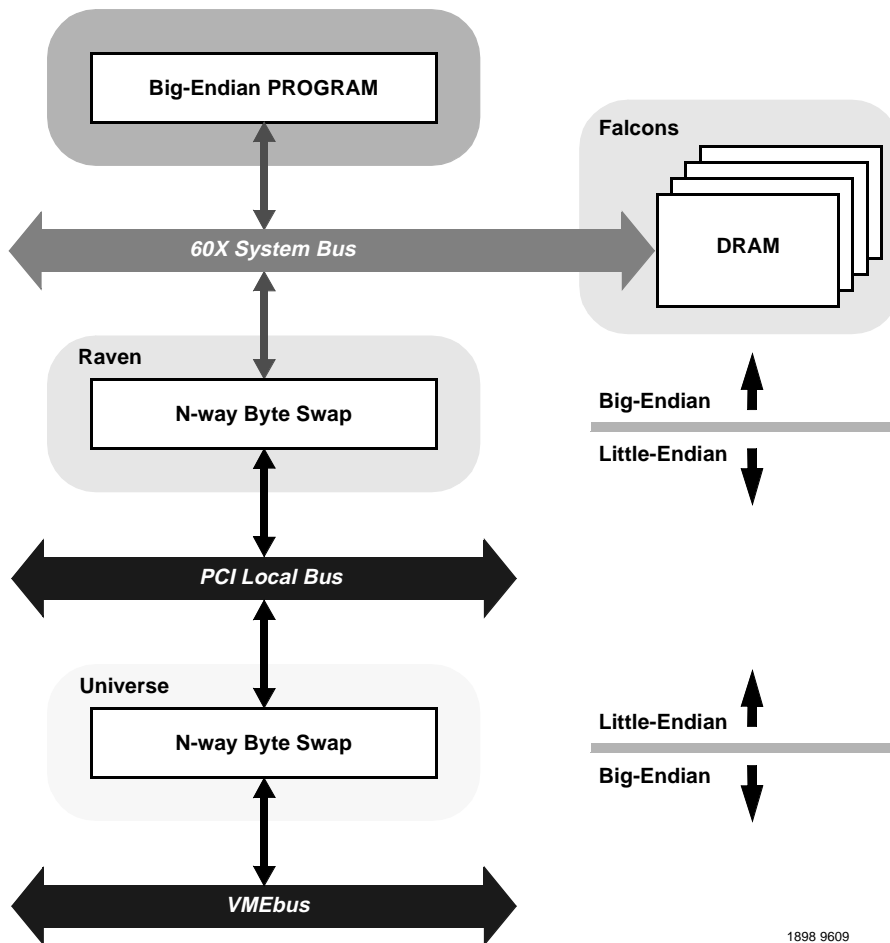 Big-Endian PROGRAM
Falcons
DRAM
60X System Bus
Raven
N-way Byte Swap
Big-Endian
Little-Endian
PCI Local Bus
Universe
N-way Byte Swap
Little-Endian
Big-Endian
VMEbus
1898 9609